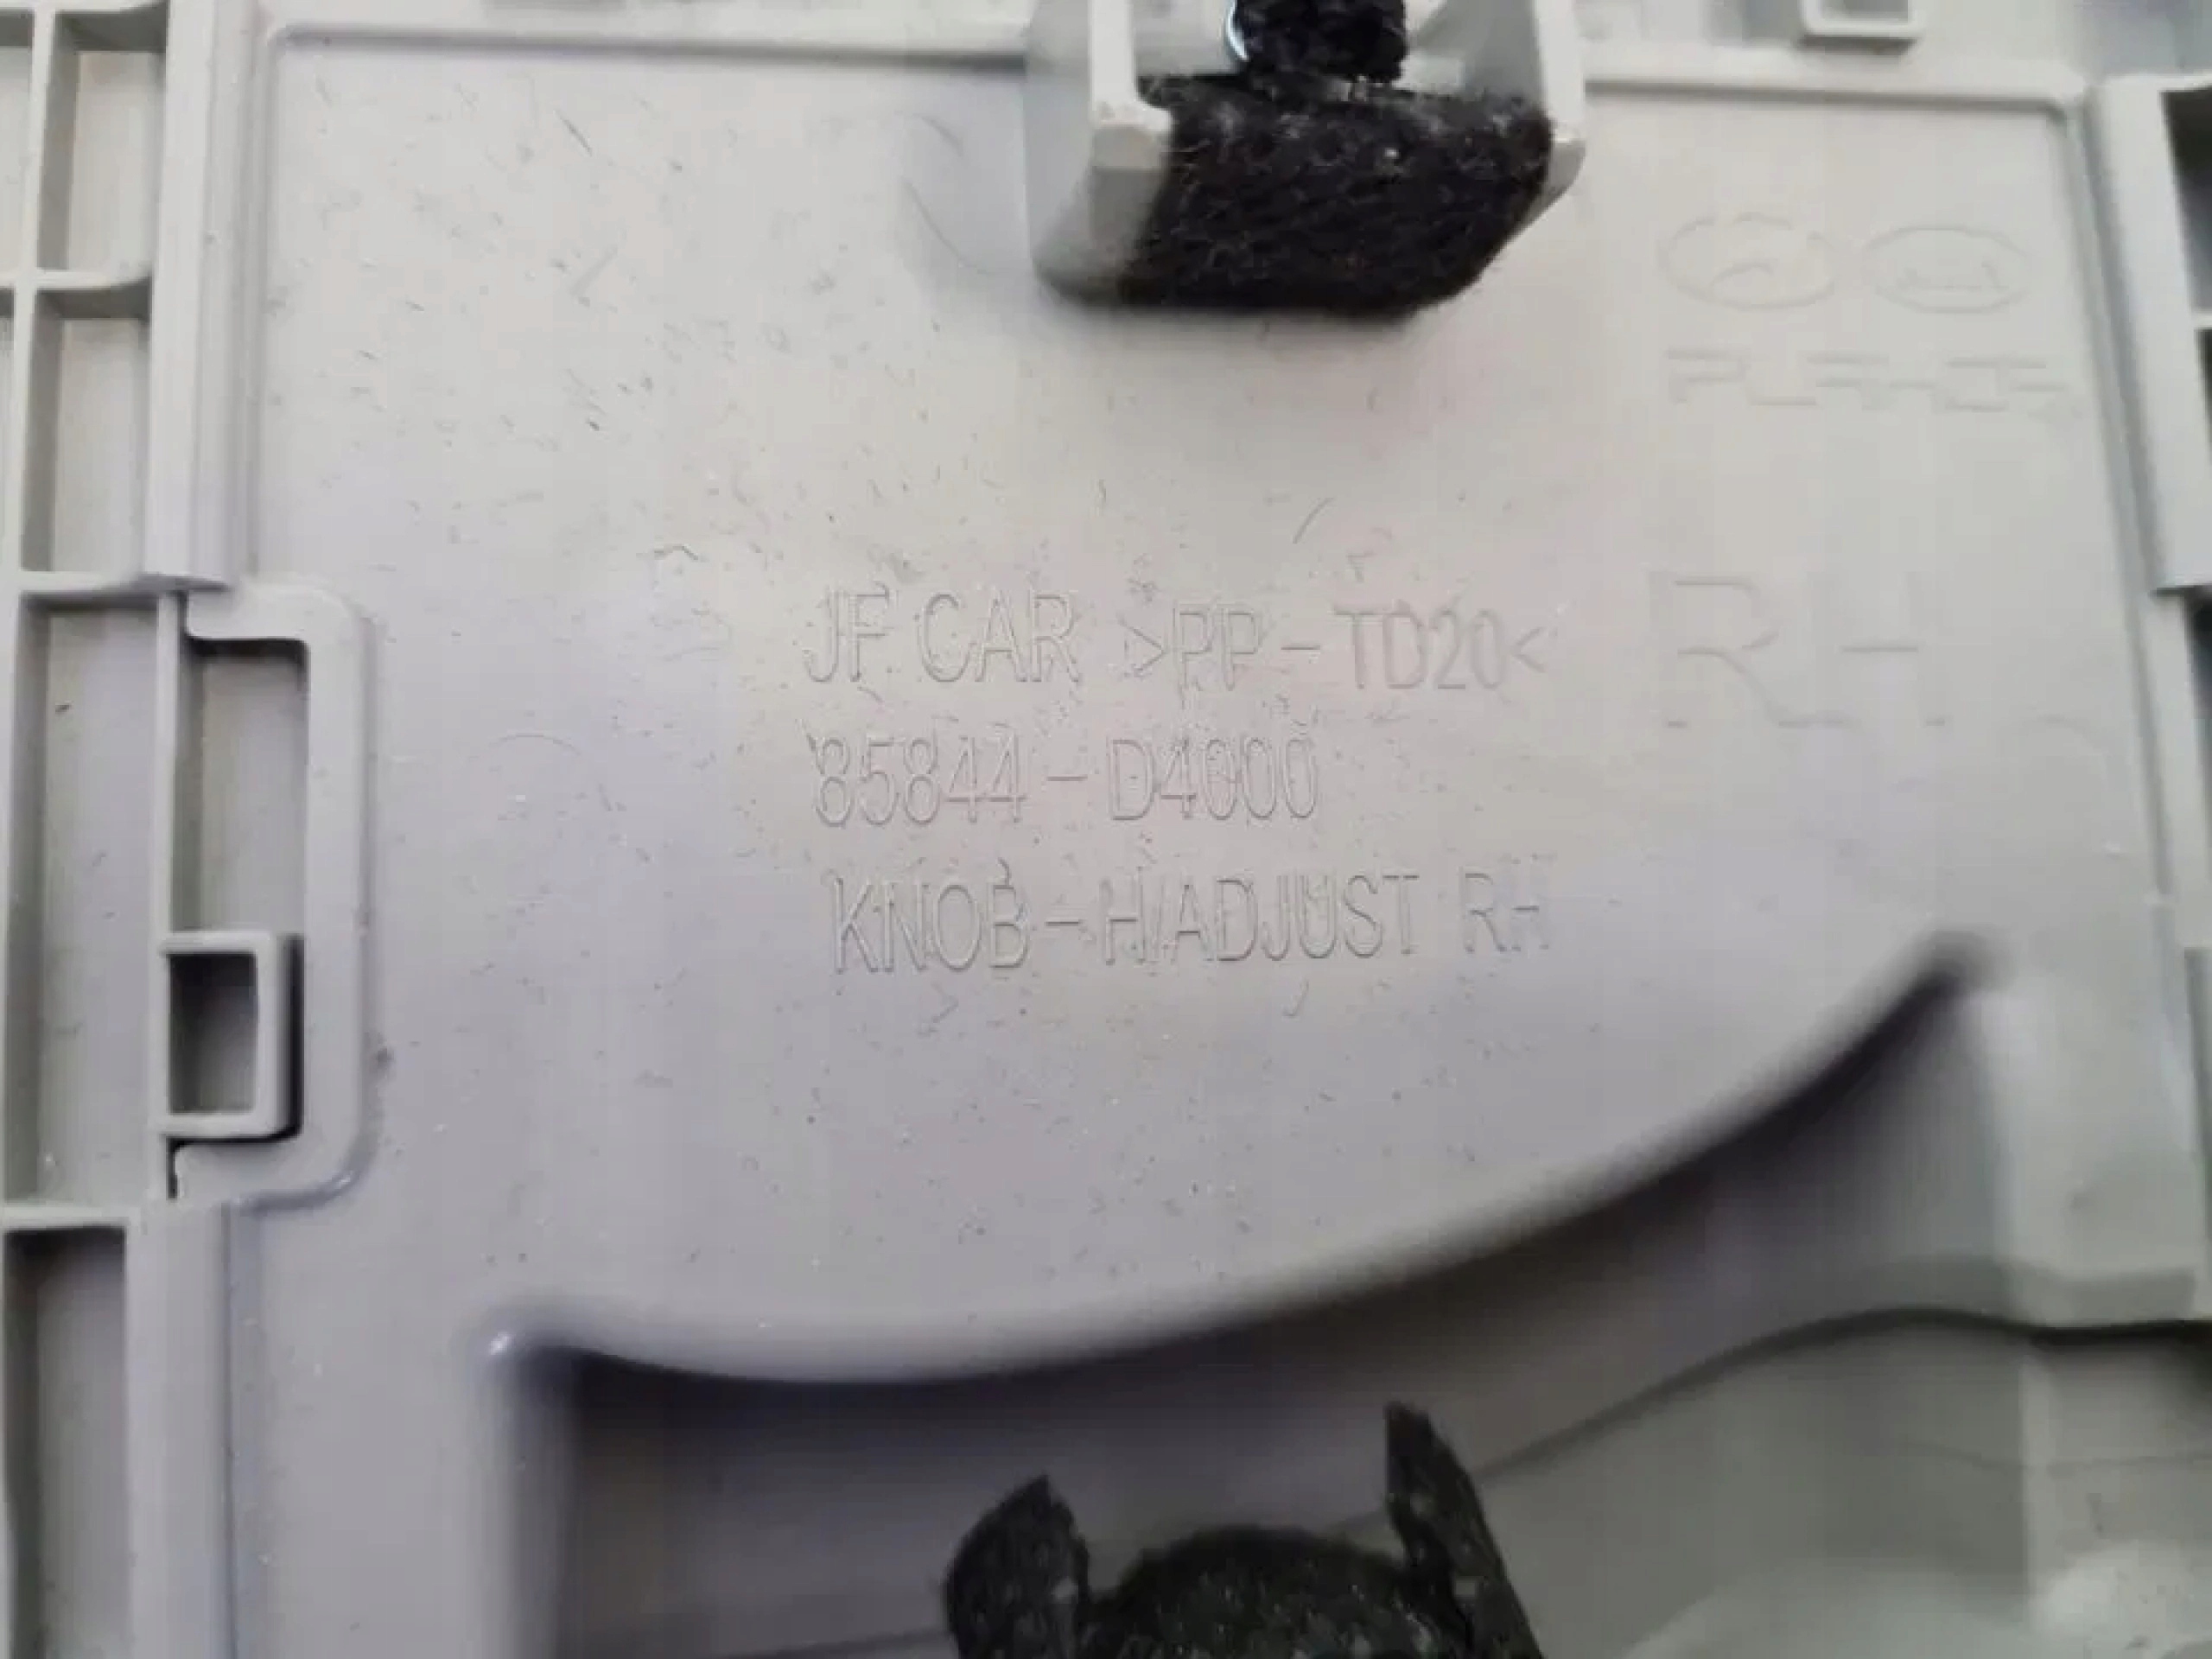 JF CAR >PP-TD20<
RH
85844-D4000
KNOB-H/ADJUST RH